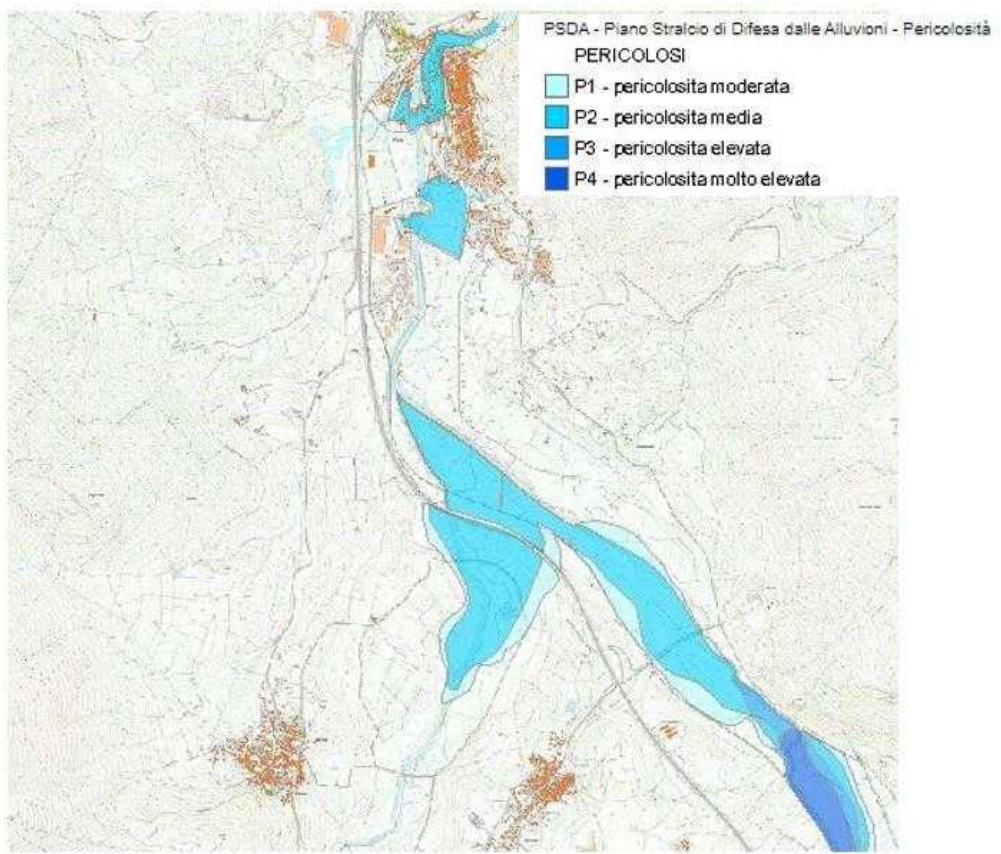 PSDA - Piano Stralcio di Difesa dalle Alluvioni - Pericolosità
PERICOLOSI
P1 - pericolosita moderata
P2 - pericolosita media
P3 - pericolosita elevata
P4 - pericolosita molto elevata